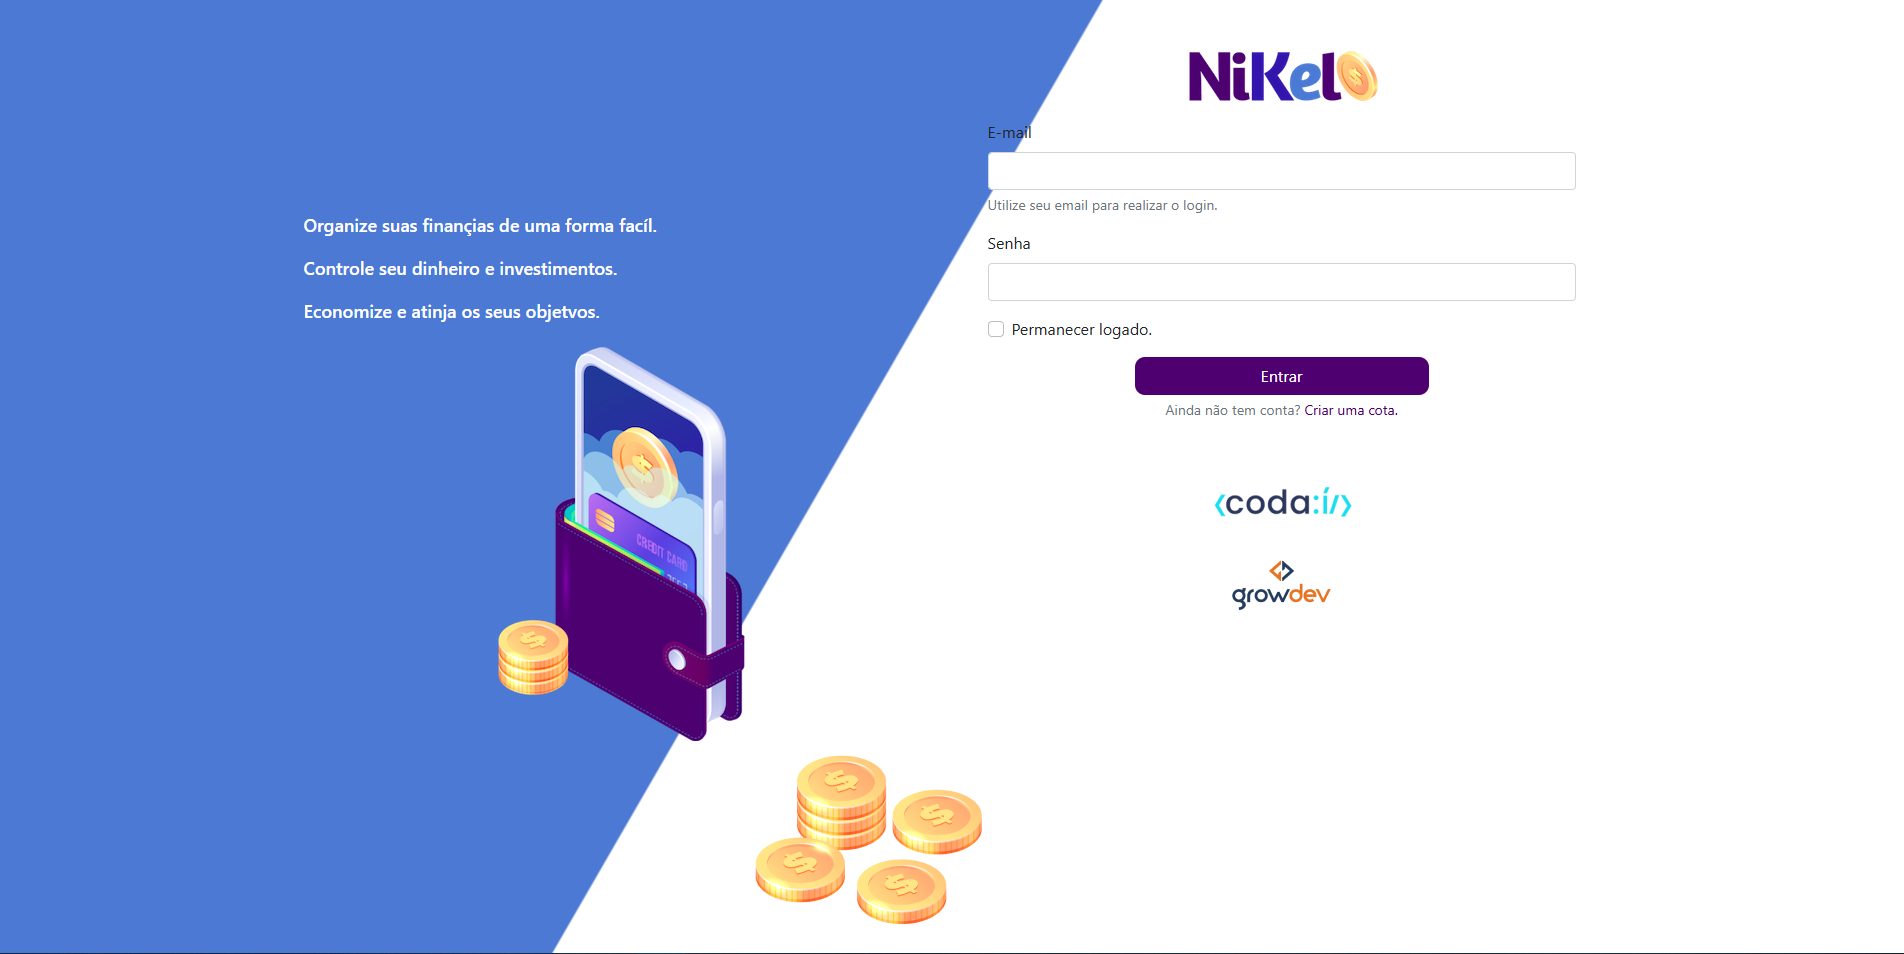 Organize suas finançias de uma forma facíl.
Controle seu dinheiro e investimentos.
Economize e atinja os seus objetvos.
CREDIT CARD
NiKel
E-mail
Utilize seu email para realizar o login.
Senha
Permanecer logado.
Entrar
Ainda não tem conta? Criar uma cota.
<coda:in/>
growdev